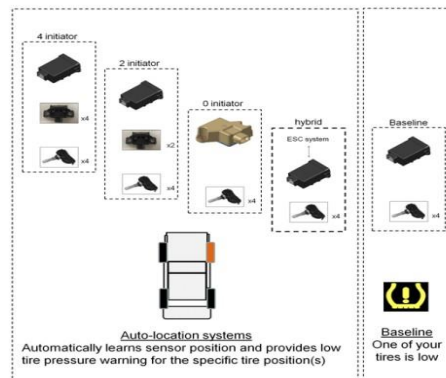 4 initiator
x4
x4
2 initiator
x2
x4
0 initiator
x4
hybrid
ESC system
x4
Auto-location systems
Automatically learns sensor position and provides low
tire pressure warning for the specific tire position(s)
Baseline
x4
Baseline
One of your
tires is low